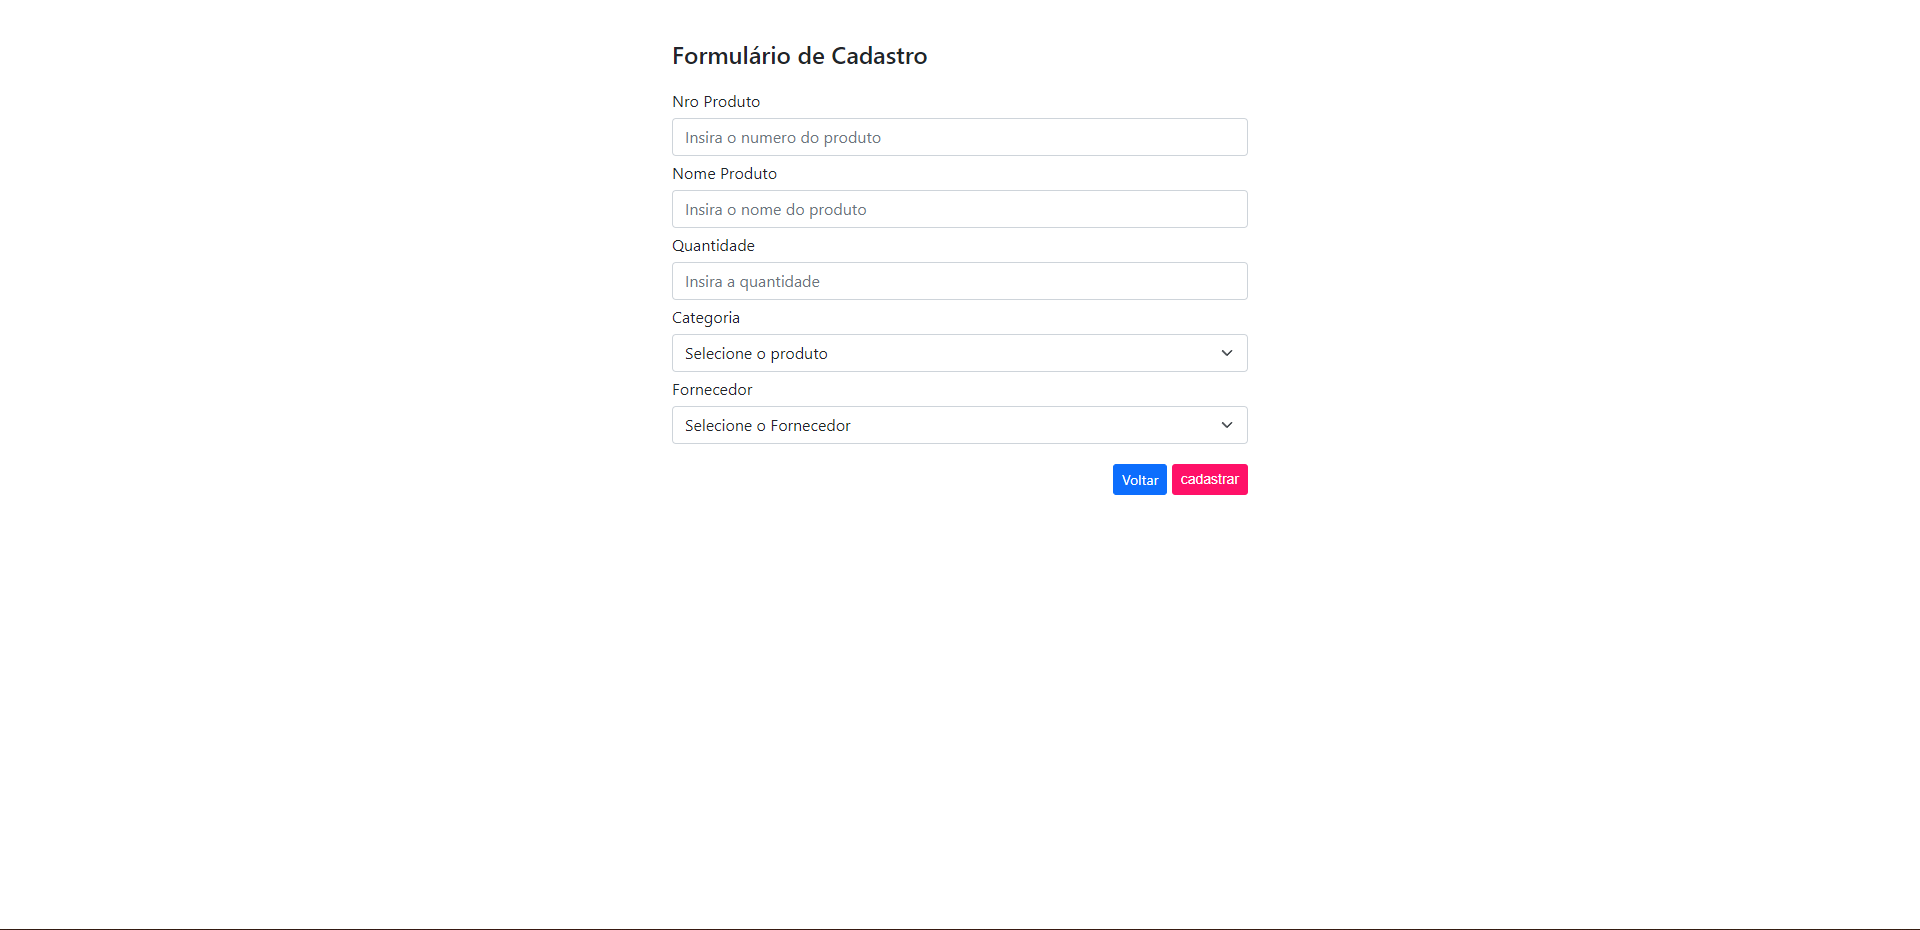 Formulário de Cadastro
Nro Produto
Insira o numero do produto
Nome Produto
Insira o nome do produto
Quantidade
Insira a quantidade
Categoria
Selecione o produto
Fornecedor
Selecione o Fornecedor
Voltar cadastrar